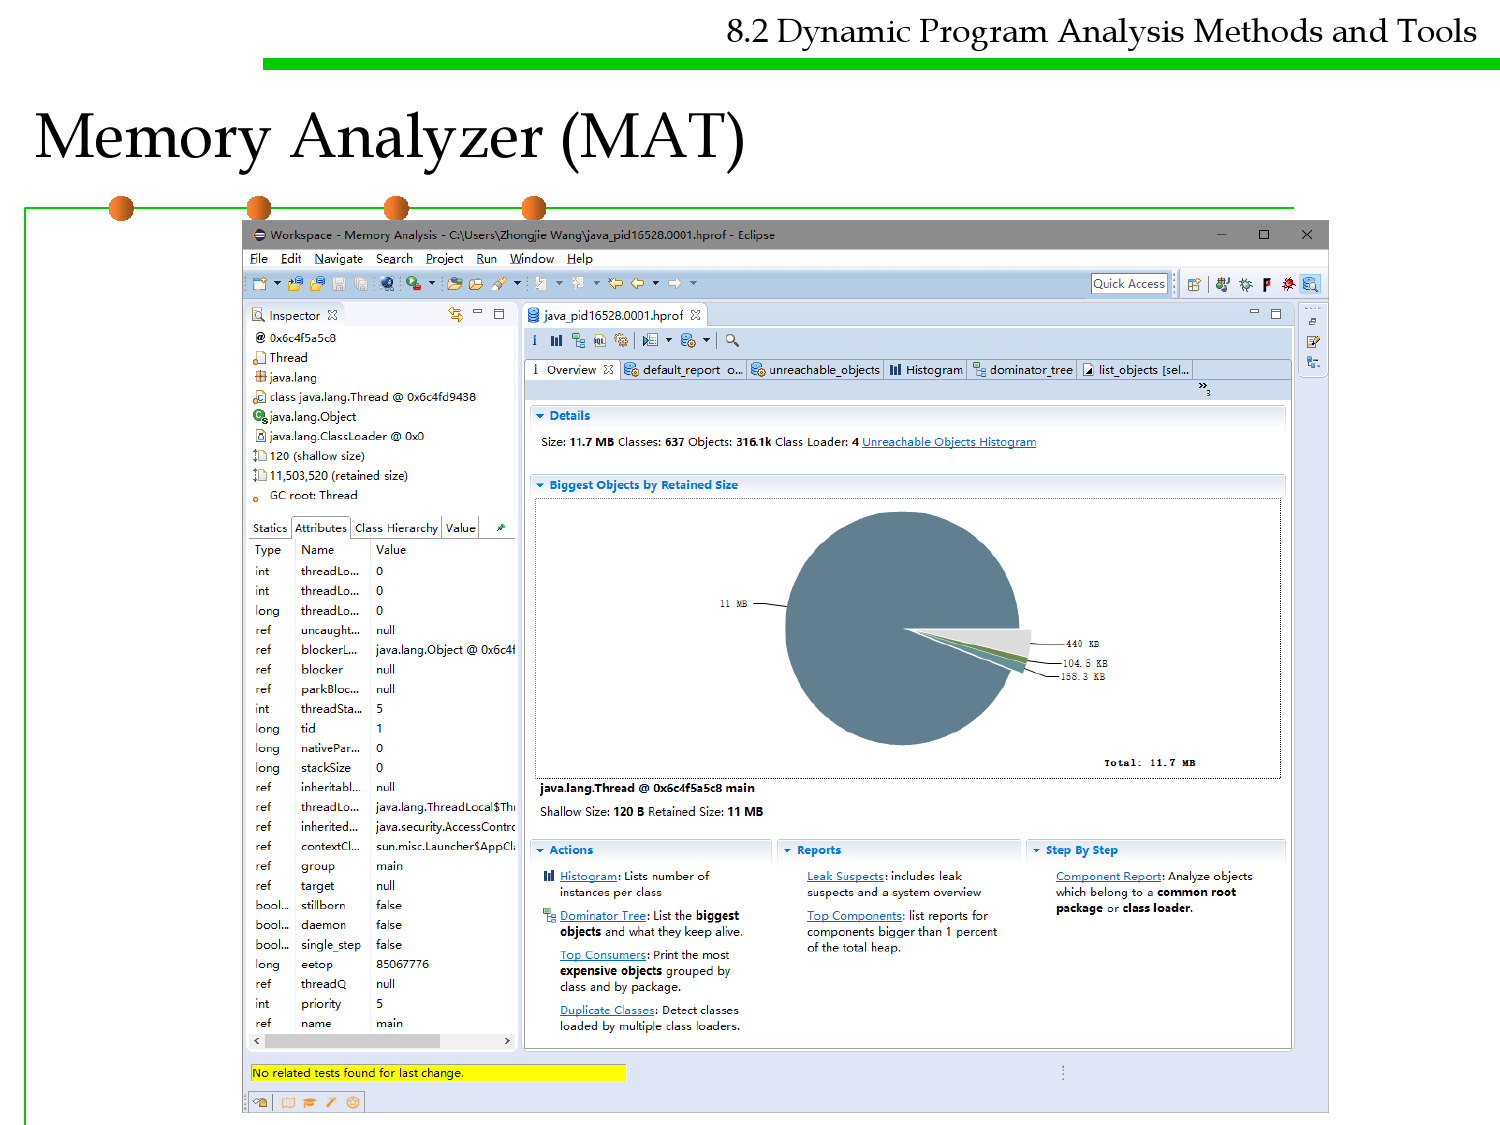 8.2 Dynamic Program Analysis Methods and Tools
Memory Analyzer (MAT)
Workspace - Memory Analysis - C:\Users\Zhongjie Wang\java_pid16528.0001.hprof - Eclipse
File Edit Navigate Search Project Run Window Help
Quick Access
Inspector
@ 0x6c4f5a5c8
Thread
java.lang
class java.lang.Thread @ 0x6c4fd9438
java.lang.Object
java.lang.ClassLoader @ 0x0
120 (shallow size)
11,503,520 (retained size)
GC root: Thread
Statics Attributes Class Hierarchy Value
Type Name Value
int threadLo... 0
int threadLo... 0
long threadLo... 0
ref uncaught... null
ref blockerL... java.lang.Object @ 0x6c4f
ref blocker null
ref parkBloc... null
int threadSta... 5
long tid 1
long nativePar... 0
long stackSize 0
ref inheritabl... null
ref threadLo... java.lang.ThreadLocal$Thr
ref inherited... java.security.AccessContro
ref contextCl... sun.misc.Launcher$AppCl
ref group main
ref target null
bool... stillborn false
bool... daemon false
bool... single_step false
long eetop 85067776
ref threadQ null
int priority 5
ref name main
java_pid16528.0001.hprof
i Overview default_report o... unreachable_objects Histogram dominator_tree list_objects [sel...
»3
Details
Size: 11.7 MB Classes: 637 Objects: 316.1k Class Loader: 4 Unreachable Objects Histogram
Biggest Objects by Retained Size
11 MB
440 KB
104.5 KB
158.3 KB
Total: 11.7 MB
java.lang.Thread @ 0x6c4f5a5c8 main
Shallow Size: 120 B Retained Size: 11 MB
Actions
Histogram: Lists number of
instances per class
Dominator Tree: List the biggest
objects and what they keep alive.
Top Consumers: Print the most
expensive objects grouped by
class and by package.
Duplicate Classes: Detect classes
loaded by multiple class loaders.
Reports
Leak Suspects: includes leak
suspects and a system overview
Top Components: list reports for
components bigger than 1 percent
of the total heap.
Step By Step
Component Report: Analyze objects
which belong to a common root
package or class loader.
No related tests found for last change.